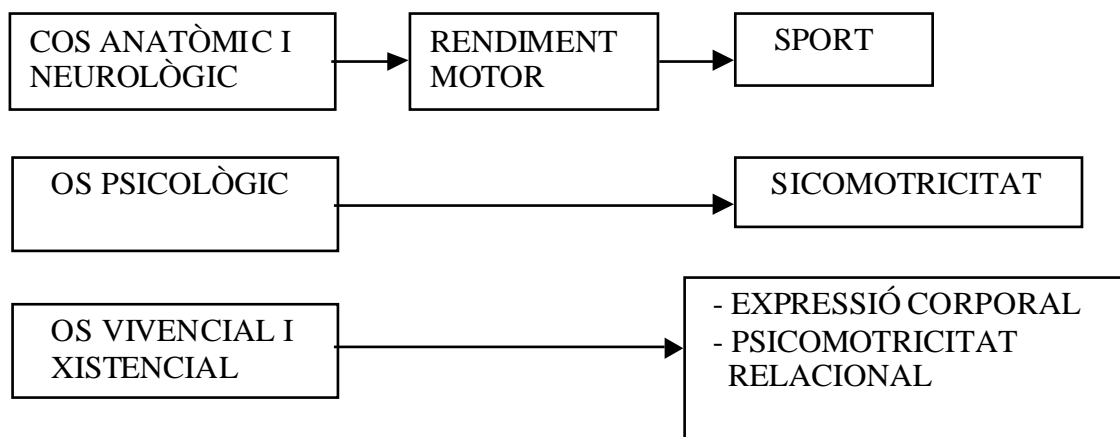 COS ANATÒMIC I
NEUROLÒGIC
RENDIMENT
MOTOR
SPORT
OS PSICOLÒGIC
SICOMOTRICITAT
OS VIVENCIAL I
XISTENCIAL
- EXPRESSIÓ CORPORAL
- PSICOMOTRICITAT
RELACIONAL